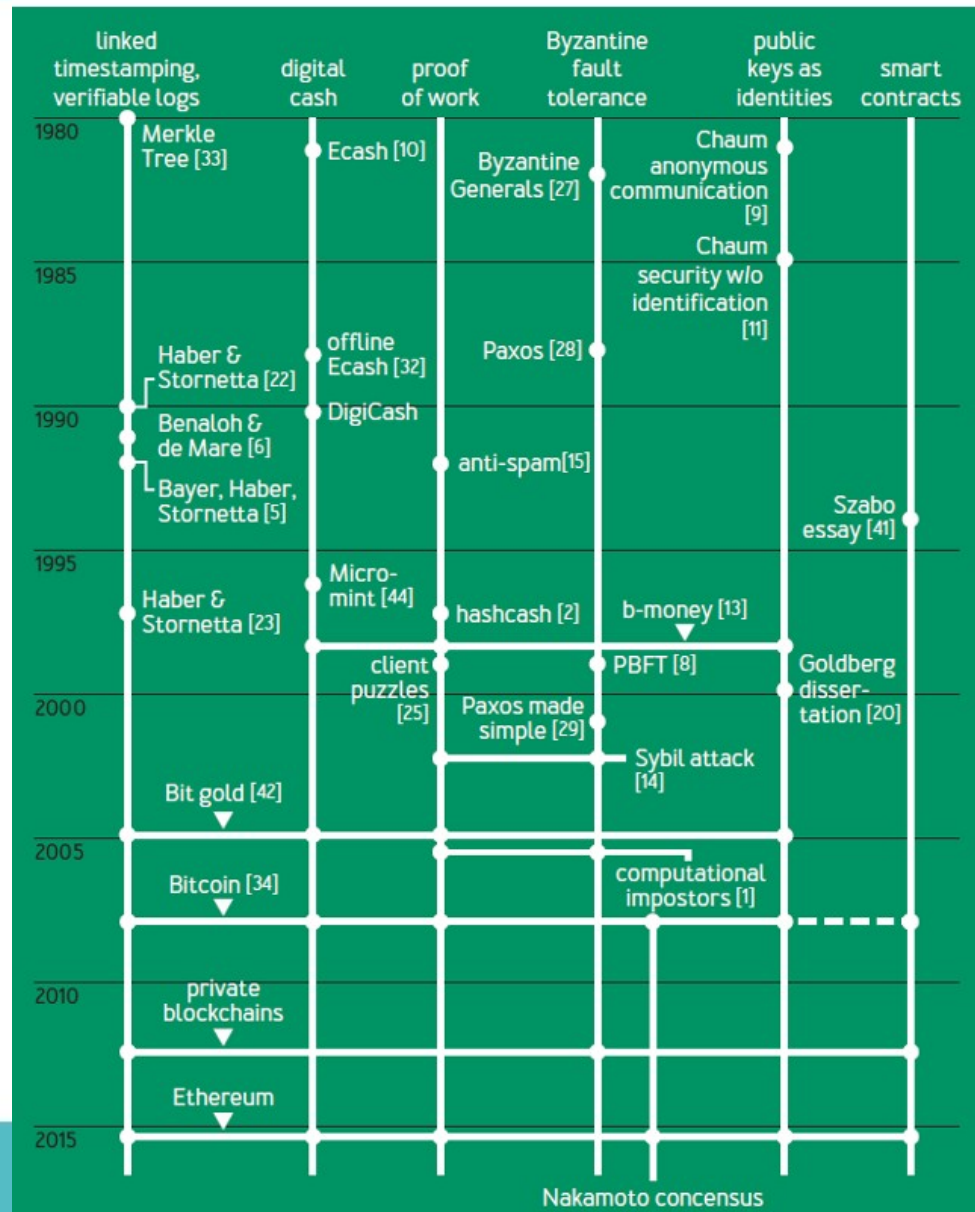 linked
timestamping,
verifiable logs
digital
cash
proof
of work
Byzantine
fault
tolerance
public
keys as
identities
smart
contracts
1980
Merkle
Tree [33]
Ecash [10]
Byzantine
Generals [27]
Chaum
anonymous
communication
[9]
1985
Chaum
security w/o
identification
[11]
Haber &
Stornetta [22]
offline
Ecash [32]
Paxos [28]
1990
DigiCash
Benaloh &
de Mare [6]
anti-spam[15]
Bayer, Haber,
Stornetta [5]
Szabo
essay [41]
1995
Micro-
mint [44]
Haber &
Stornetta [23]
hashcash [2]
b-money [13]
client
puzzles
[25]
PBFT [8]
Goldberg
disser-
tation [20]
2000
Paxos made
simple [29]
Sybil attack
[14]
Bit gold [42]
2005
computational
impostors [1]
Bitcoin [34]
2010
private
blockchains
Ethereum
2015
Nakamoto concensus